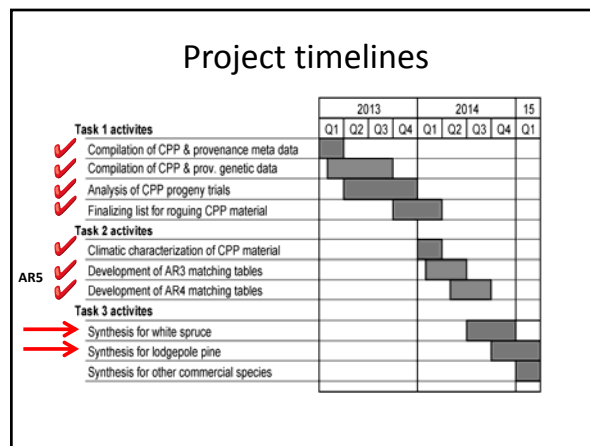 Project timelines
2013 2014 15
Task 1 activites Q1 Q2 Q3 Q4 Q1 Q2 Q3 Q4 Q1
Compilation of CPP & provenance meta data
Compilation of CPP & prov. genetic data
Analysis of CPP progeny trials
Finalizing list for roguing CPP material
Task 2 activites
Climatic characterization of CPP material
AR5 Development of AR3 matching tables
Development of AR4 matching tables
Task 3 activites
Synthesis for white spruce
Synthesis for lodgepole pine
Synthesis for other commercial species